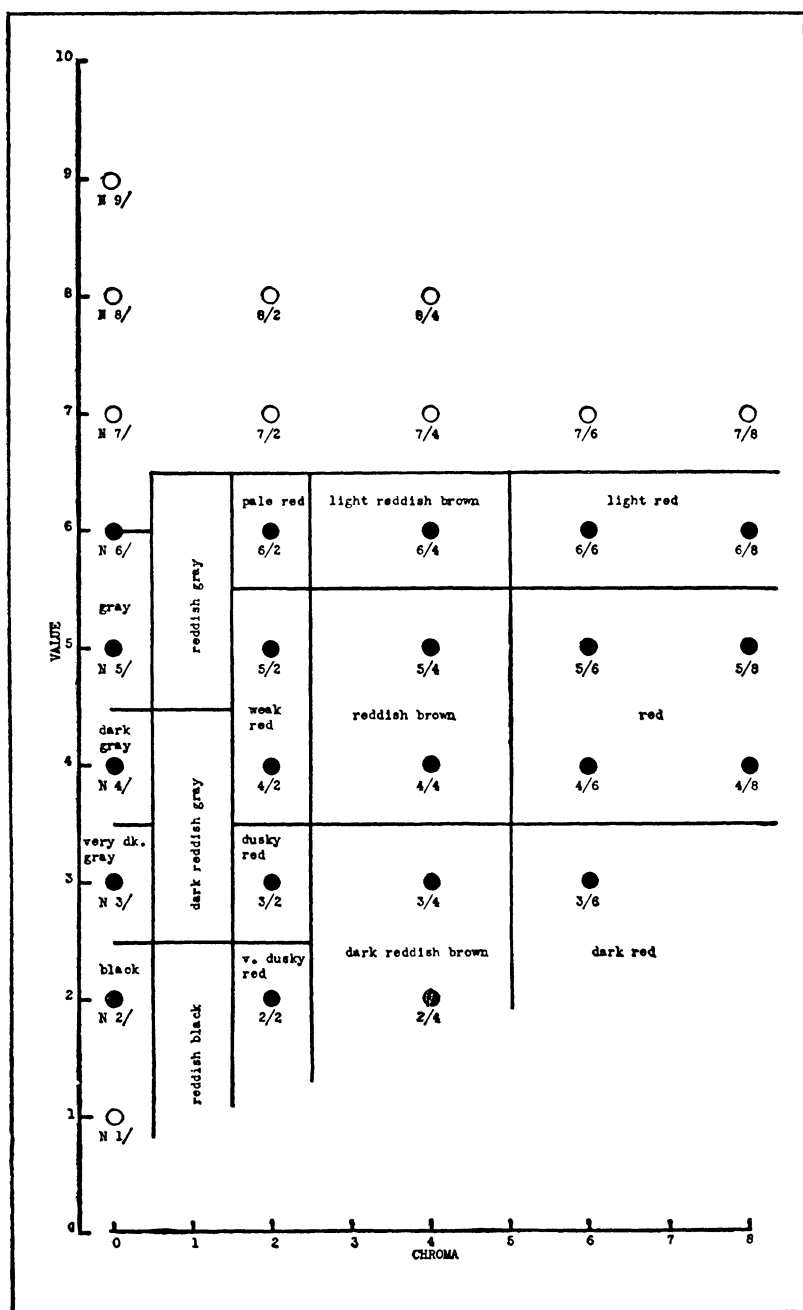 10
9
N 9/
8
N 8/ 8/2 8/4
7
N 7/ 7/2 7/4 7/6 7/8
pale red light reddish brown light red
6
N 6/ 6/2 6/4 6/6 6/8
reddish gray
gray
VALUE
5
N 5/ 5/2 5/4 5/6 5/8
weak
red
reddish brown
red
dark
gray
4
N 4/ 4/2 4/4 4/6 4/8
dark reddish gray
very dk.
gray
dusky
red
3
N 3/ 3/2 3/4 3/6
black
v. dusky
red
dark reddish brown
dark red
2
N 2/ 2/2 2/4
reddish black
1
N 1/
0
0 1 2 3 4 5 6 7 8
CHROMA